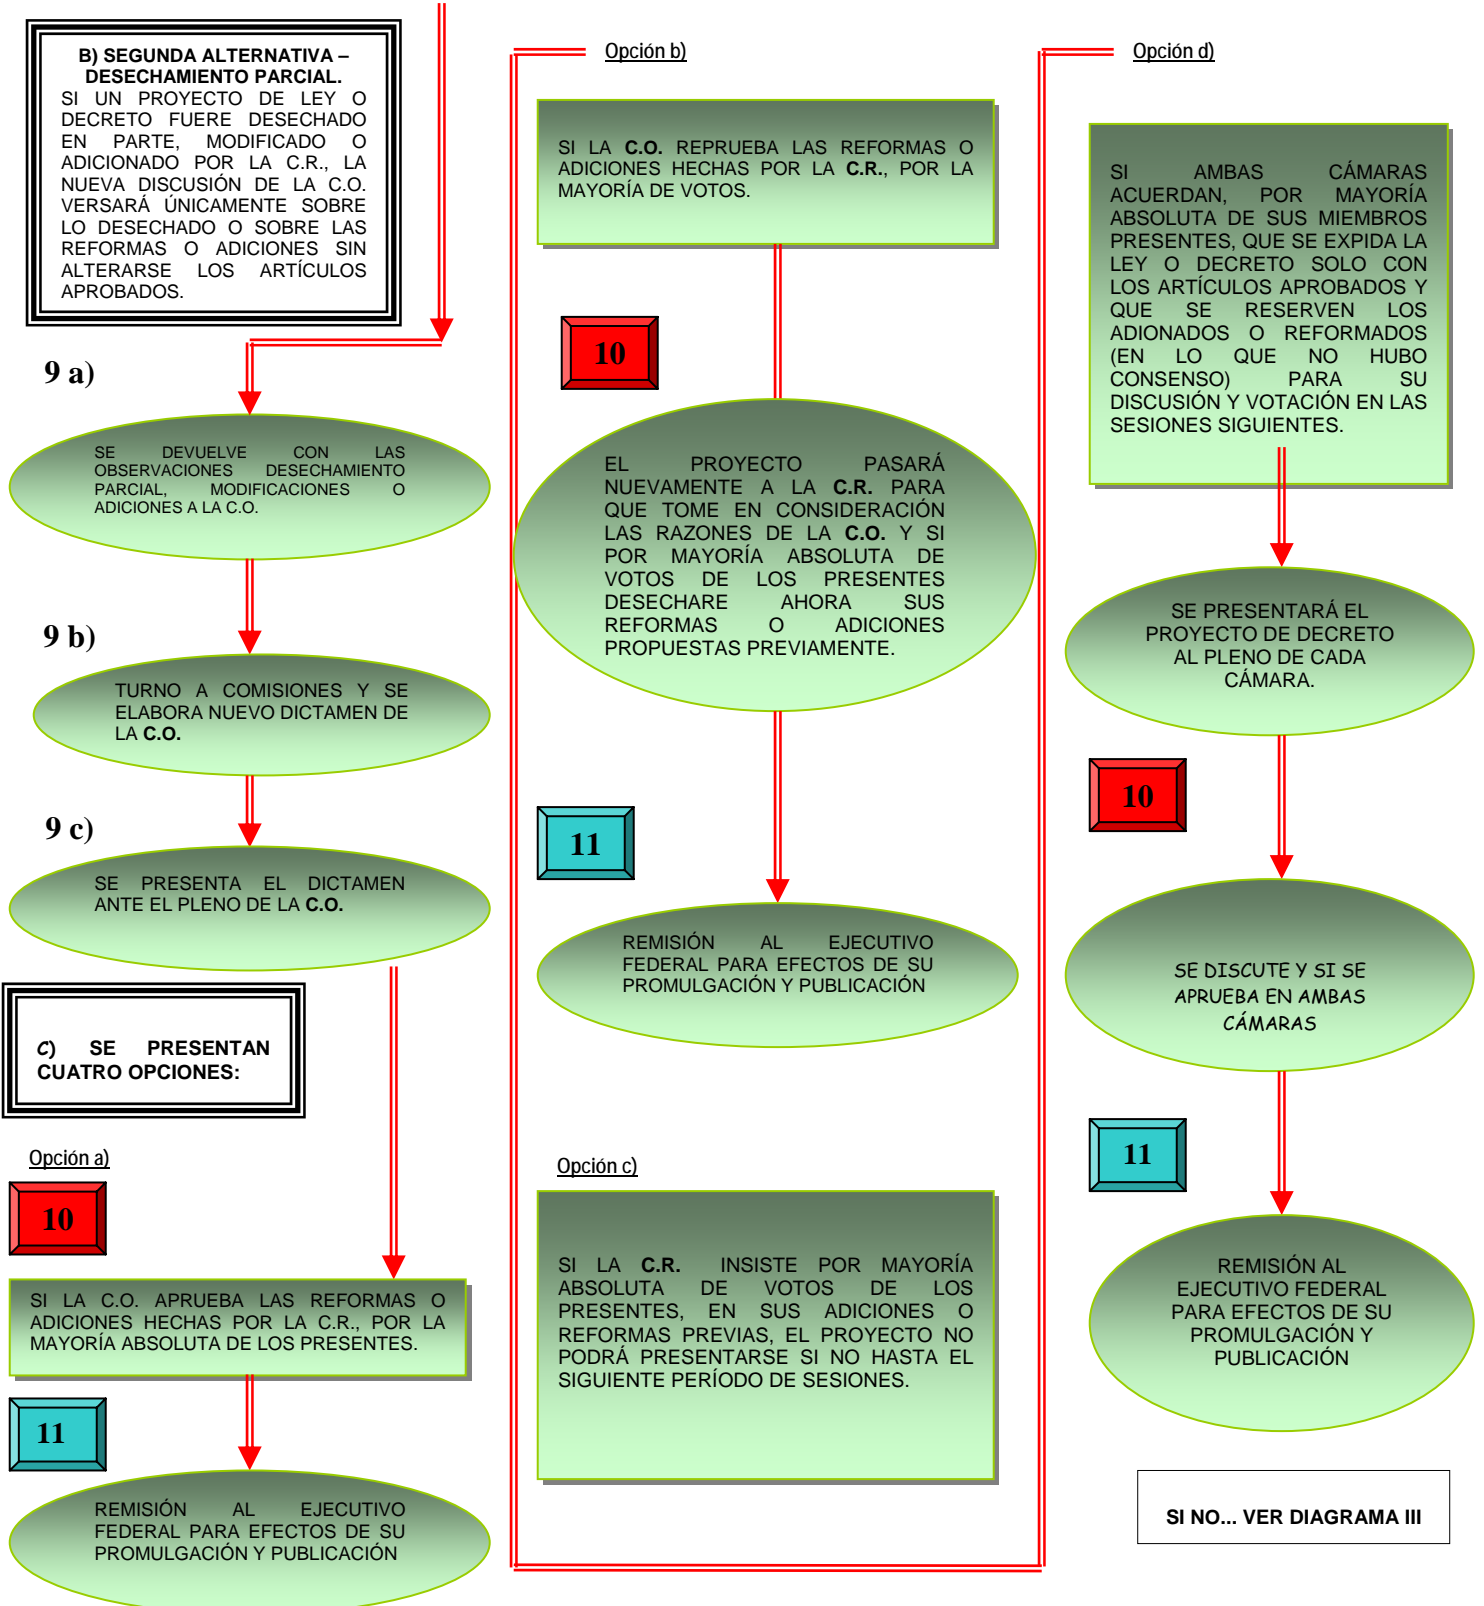 B) SEGUNDA ALTERNATIVA –
DESECHAMIENTO PARCIAL.
SI UN PROYECTO DE LEY O
DECRETO FUERE DESECHADO
EN PARTE, MODIFICADO O
ADICIONADO POR LA C.R., LA
NUEVA DISCUSIÓN DE LA C.O.
VERSARÁ ÚNICAMENTE SOBRE
LO DESECHADO O SOBRE LAS
REFORMAS O ADICIONES SIN
ALTERARSE LOS ARTÍCULOS
APROBADOS.
9 a)
SE DEVUELVE CON LAS
OBSERVACIONES DESECHAMIENTO
PARCIAL, MODIFICACIONES O
ADICIONES A LA C.O.
9 b)
TURNO A COMISIONES Y SE
ELABORA NUEVO DICTAMEN DE
LA C.O.
9 c)
SE PRESENTA EL DICTAMEN
ANTE EL PLENO DE LA C.O.
C) SE PRESENTAN
CUATRO OPCIONES:
Opción a)
10
SI LA C.O. APRUEBA LAS REFORMAS O
ADICIONES HECHAS POR LA C.R., POR LA
MAYORÍA ABSOLUTA DE LOS PRESENTES.
11
REMISIÓN AL EJECUTIVO
FEDERAL PARA EFECTOS DE SU
PROMULGACIÓN Y PUBLICACIÓN
Opción b)
SI LA C.O. REPRUEBA LAS REFORMAS O
ADICIONES HECHAS POR LA C.R., POR LA
MAYORÍA DE VOTOS.
10
EL PROYECTO PASARÁ
NUEVAMENTE A LA C.R. PARA
QUE TOME EN CONSIDERACIÓN
LAS RAZONES DE LA C.O. Y SI
POR MAYORÍA ABSOLUTA DE
VOTOS DE LOS PRESENTES
DESECHARE AHORA SUS
REFORMAS O ADICIONES
PROPUESTAS PREVIAMENTE.
11
REMISIÓN AL EJECUTIVO
FEDERAL PARA EFECTOS DE SU
PROMULGACIÓN Y PUBLICACIÓN
Opción c)
SI LA C.R. INSISTE POR MAYORÍA
ABSOLUTA DE VOTOS DE LOS
PRESENTES, EN SUS ADICIONES O
REFORMAS PREVIAS, EL PROYECTO NO
PODRÁ PRESENTARSE SI NO HASTA EL
SIGUIENTE PERÍODO DE SESIONES.
Opción d)
SI AMBAS CÁMARAS
ACUERDAN, POR MAYORÍA
ABSOLUTA DE SUS MIEMBROS
PRESENTES, QUE SE EXPIDA LA
LEY O DECRETO SOLO CON
LOS ARTÍCULOS APROBADOS Y
QUE SE RESERVEN LOS
ADIONADOS O REFORMADOS
(EN LO QUE NO HUBO
CONSENSO) PARA SU
DISCUSIÓN Y VOTACIÓN EN LAS
SESIONES SIGUIENTES.
SE PRESENTARÁ EL
PROYECTO DE DECRETO
AL PLENO DE CADA
CÁMARA.
10
SE DISCUTE Y SI SE
APRUEBA EN AMBAS
CÁMARAS
11
REMISIÓN AL
EJECUTIVO FEDERAL
PARA EFECTOS DE SU
PROMULGACIÓN Y
PUBLICACIÓN
SI NO... VER DIAGRAMA III